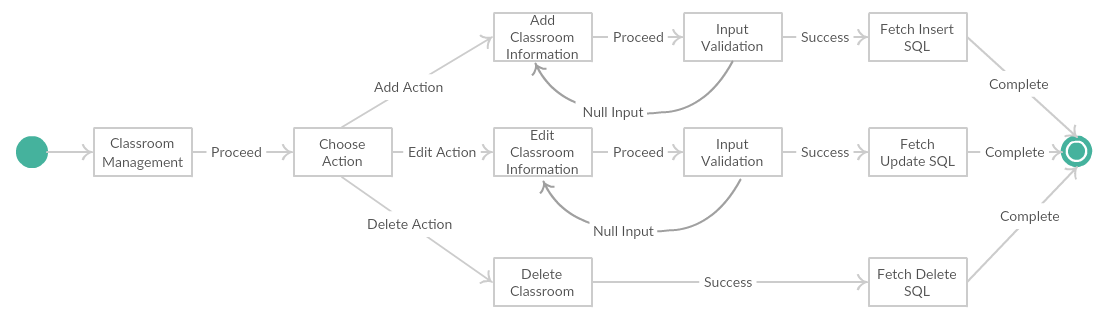 Add
Classroom
Information
Proceed
Input
Validation
Success
Fetch Insert
SQL
Add Action
Complete
Null Input
Classroom
Management
Proceed
Choose
Action
Edit Action
Edit
Classroom
Information
Proceed
Input
Validation
Success
Fetch
Update SQL
Complete
Delete Action
Null Input
Complete
Delete
Classroom
Success
Fetch Delete
SQL